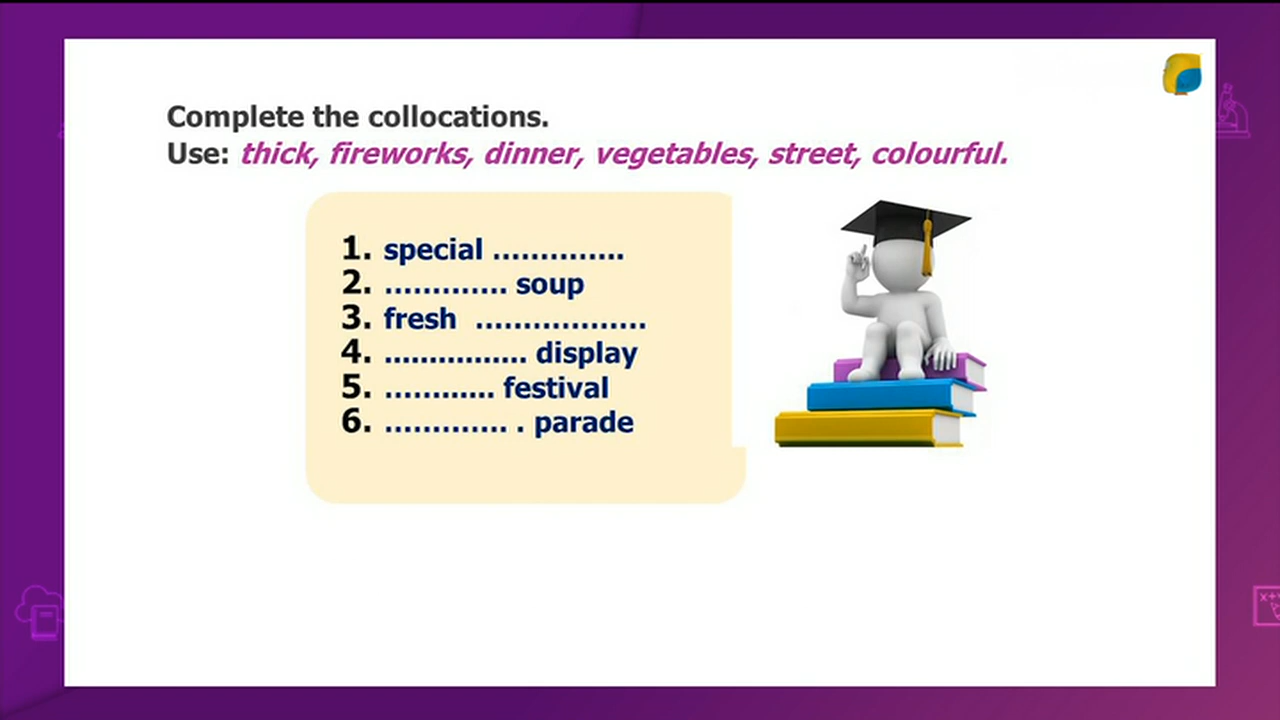 Complete the collocations.
Use: thick, fireworks, dinner, vegetables, street, colourful.
1. special ..............
2. ............. soup
3. fresh ..................
4. ............... display
5. ............ festival
6. ............. . parade